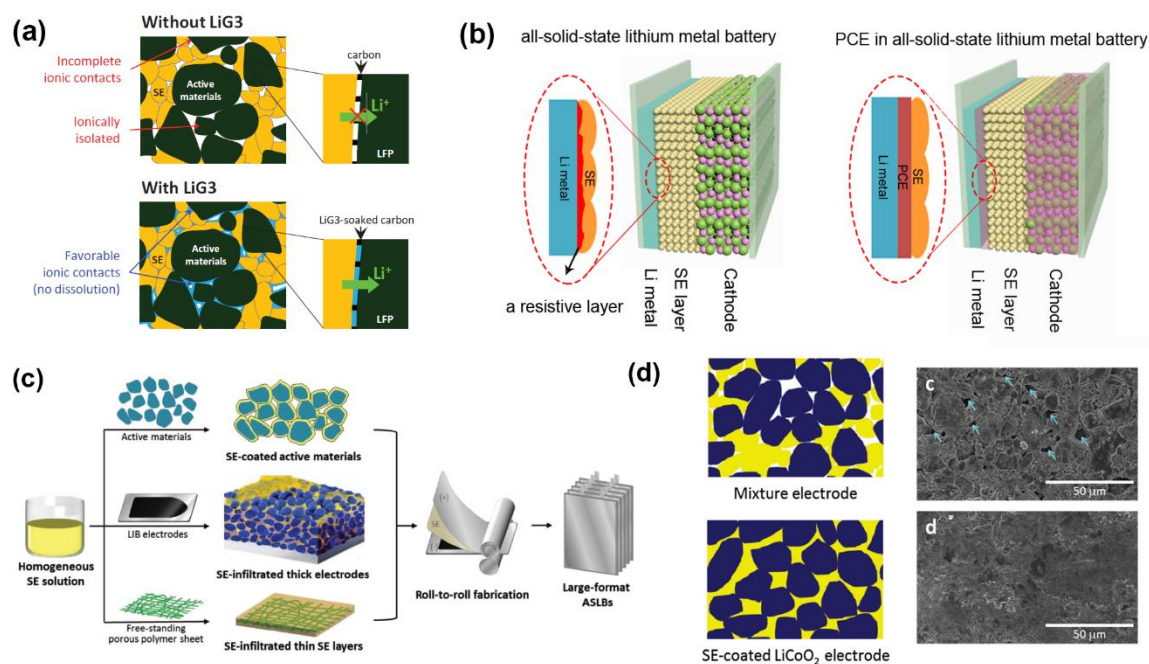 (a)
Without LiG3
Incomplete
ionic contacts
SE
Active
materials
Ionically
isolated
carbon
Li+
LFP
With LiG3
Favorable
ionic contacts
(no dissolution)
SE
Active
materials
LiG3-soaked carbon
Li+
LFP
(b)
all-solid-state lithium metal battery
Li metal
SE
a resistive layer
Li metal
SE layer
Cathode
PCE in all-solid-state lithium metal battery
Li metal
PCE
SE
Li metal
SE layer
Cathode
(c)
Homogeneous
SE solution
Active materials
SE-coated active materials
LIB electrodes
SE-infiltrated thick electrodes
Free-standing
porous polymer sheet
SE-infiltrated thin SE layers
(+)
SE
Roll-to-roll fabrication
Large-format
ASLBs
(d)
Mixture electrode
SE-coated LiCoO₂ electrode
c
50 μm
d
50 μm